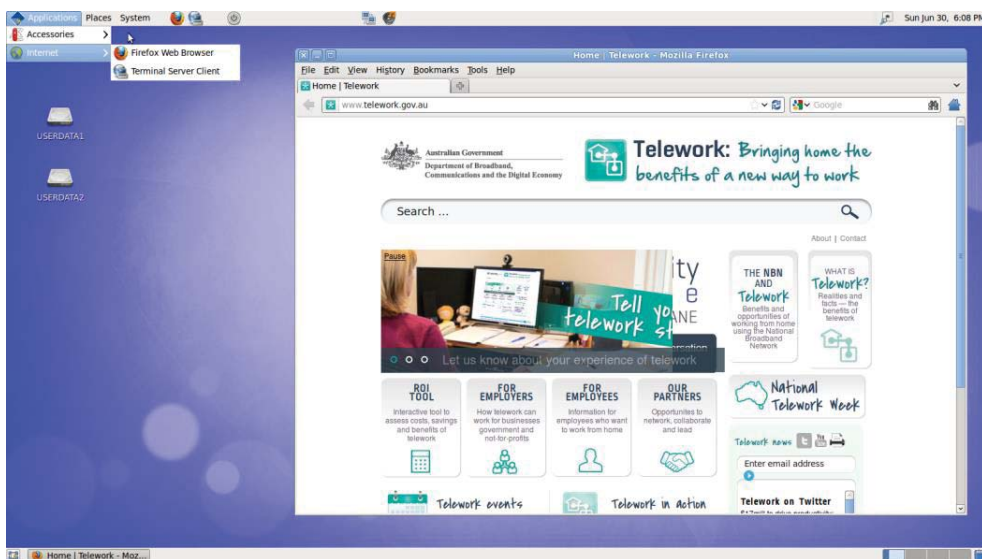 Applications Places System
Sun Jun 30, 6:08 PM
Accessories
Internet
Firefox Web Browser
Terminal Server Client
USERDATA1
USERDATA2
Home | Telework - Mozilla Firefox
File Edit View History Bookmarks Tools Help
Home | Telework
www.telework.gov.au
Google
Australian Government
Department of Broadband,
Communications and the Digital Economy
Telework: Bringing home the
benefits of a new way to work
Search ...
About | Contact
Pause
Tell yo
telework st
ity
e
ANE
Let us know about your experience of telework
THE NBN
AND
Telework
Benefits and
opportunities of
working from home
using the National
Broadband
Network
WHAT IS
Telework?
Realities and
facts — the
benefits of
telework
ROI
TOOL
Interactive tool to
assess costs, savings
and benefits of
telework
FOR
EMPLOYERS
How telework can
work for businesses
government and
not-for-profits
FOR
EMPLOYEES
Information for
employees who want
to work from home
OUR
PARTNERS
Opportunites to
network, collaborate
and lead
National
Telework Week
Telework news
You
Tube
Enter email address
Telework on Twitter
Telework events
Telework in action
Home | Telework - Moz...